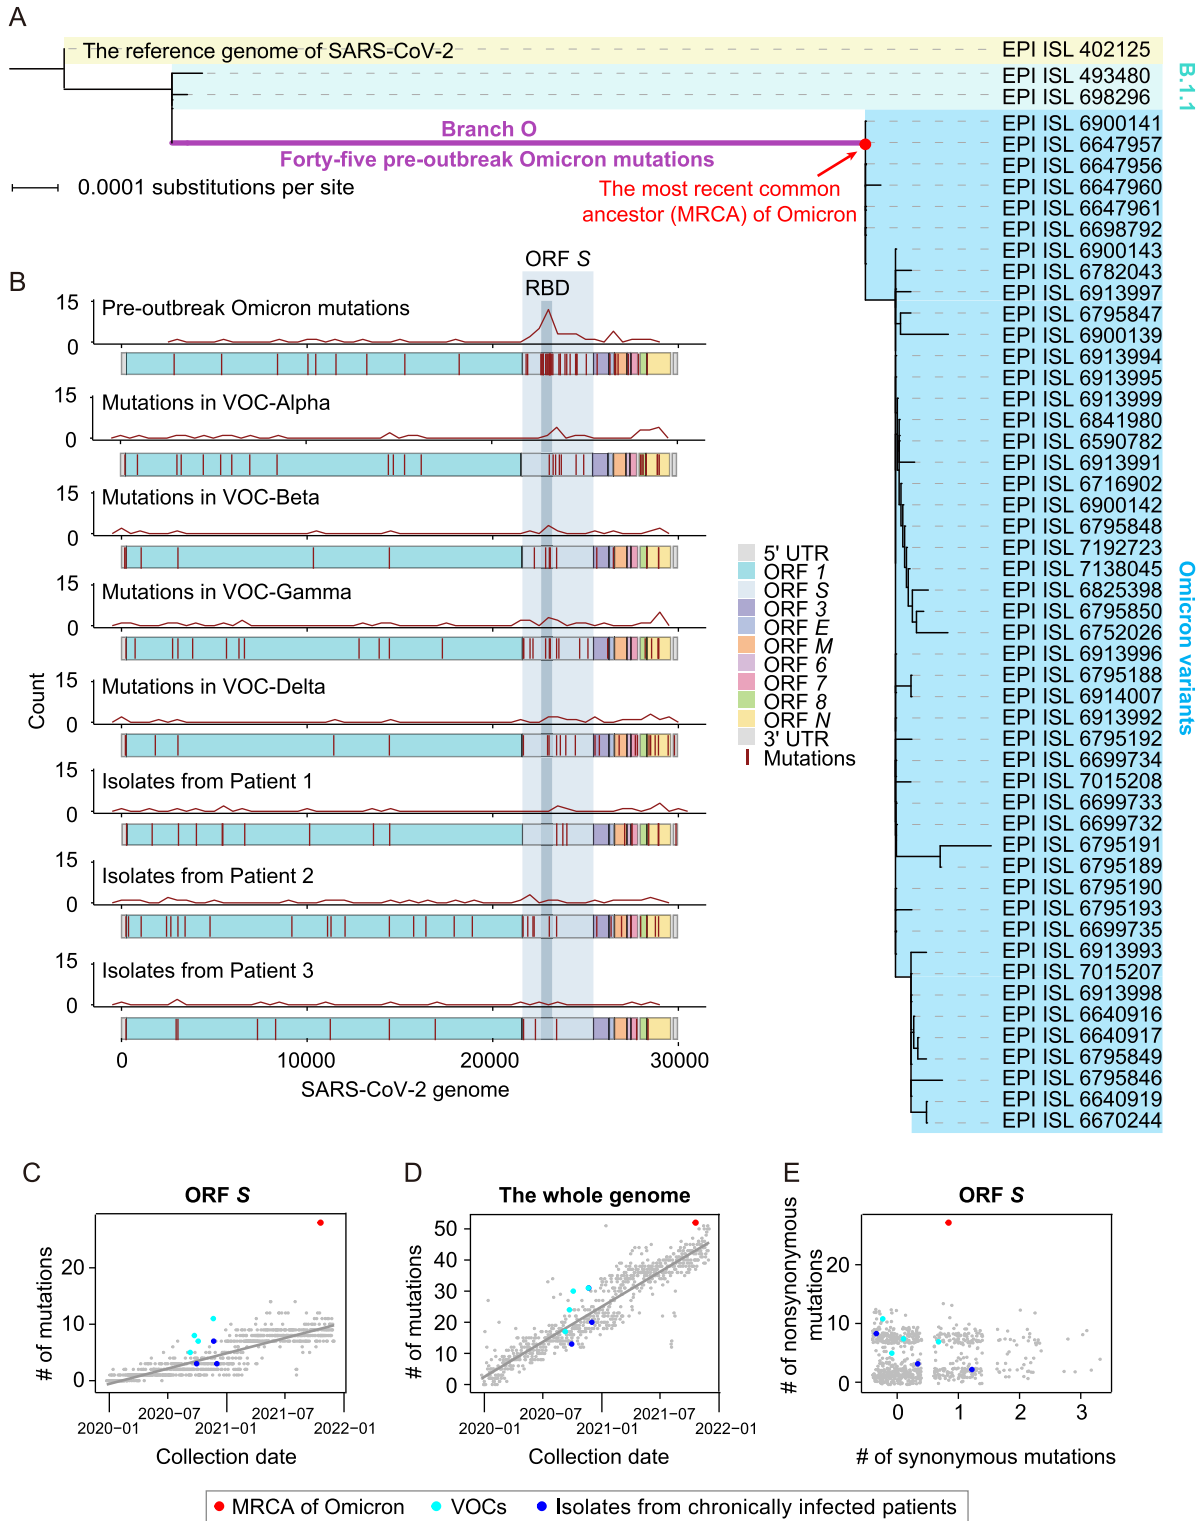 A
The reference genome of SARS-CoV-2
EPI ISL 402125
EPI ISL 493480
EPI ISL 698296
B.1.1
Branch O
Forty-five pre-outbreak Omicron mutations
0.0001 substitutions per site
The most recent common
ancestor (MRCA) of Omicron
EPI ISL 6900141
EPI ISL 6647957
EPI ISL 6647956
EPI ISL 6647960
EPI ISL 6647961
EPI ISL 6698792
EPI ISL 6900143
EPI ISL 6782043
EPI ISL 6913997
EPI ISL 6795847
EPI ISL 6900139
EPI ISL 6913994
EPI ISL 6913995
EPI ISL 6913999
EPI ISL 6841980
EPI ISL 6590782
EPI ISL 6913991
EPI ISL 6716902
EPI ISL 6900142
EPI ISL 6795848
EPI ISL 7192723
EPI ISL 7138045
EPI ISL 6825398
EPI ISL 6795850
EPI ISL 6752026
EPI ISL 6913996
EPI ISL 6795188
EPI ISL 6914007
EPI ISL 6913992
EPI ISL 6795192
EPI ISL 6699734
EPI ISL 7015208
EPI ISL 6699733
EPI ISL 6699732
EPI ISL 6795191
EPI ISL 6795189
EPI ISL 6795190
EPI ISL 6795193
EPI ISL 6699735
EPI ISL 6913993
EPI ISL 7015207
EPI ISL 6913998
EPI ISL 6640916
EPI ISL 6640917
EPI ISL 6795849
EPI ISL 6795846
EPI ISL 6640919
EPI ISL 6670244
Omicron variants
B
ORF S
RBD
15
Pre-outbreak Omicron mutations
0
15
Mutations in VOC-Alpha
0
15
Mutations in VOC-Beta
0
15
Mutations in VOC-Gamma
0
15
Mutations in VOC-Delta
0
15
Isolates from Patient 1
0
15
Isolates from Patient 2
0
15
Isolates from Patient 3
0
Count
0 10000 20000 30000
SARS-CoV-2 genome
5' UTR
ORF 1
ORF S
ORF 3
ORF E
ORF M
ORF 6
ORF 7
ORF 8
ORF N
3' UTR
Mutations
C
ORF S
# of mutations
20
10
0
2020-01 2020-07 2021-01 2021-07 2022-01
Collection date
D
The whole genome
# of mutations
50
40
30
20
10
0
2020-01 2020-07 2021-01 2021-07 2022-01
Collection date
E
ORF S
# of nonsynonymous
mutations
20
10
0
0 1 2 3
# of synonymous mutations
MRCA of Omicron VOCs Isolates from chronically infected patients